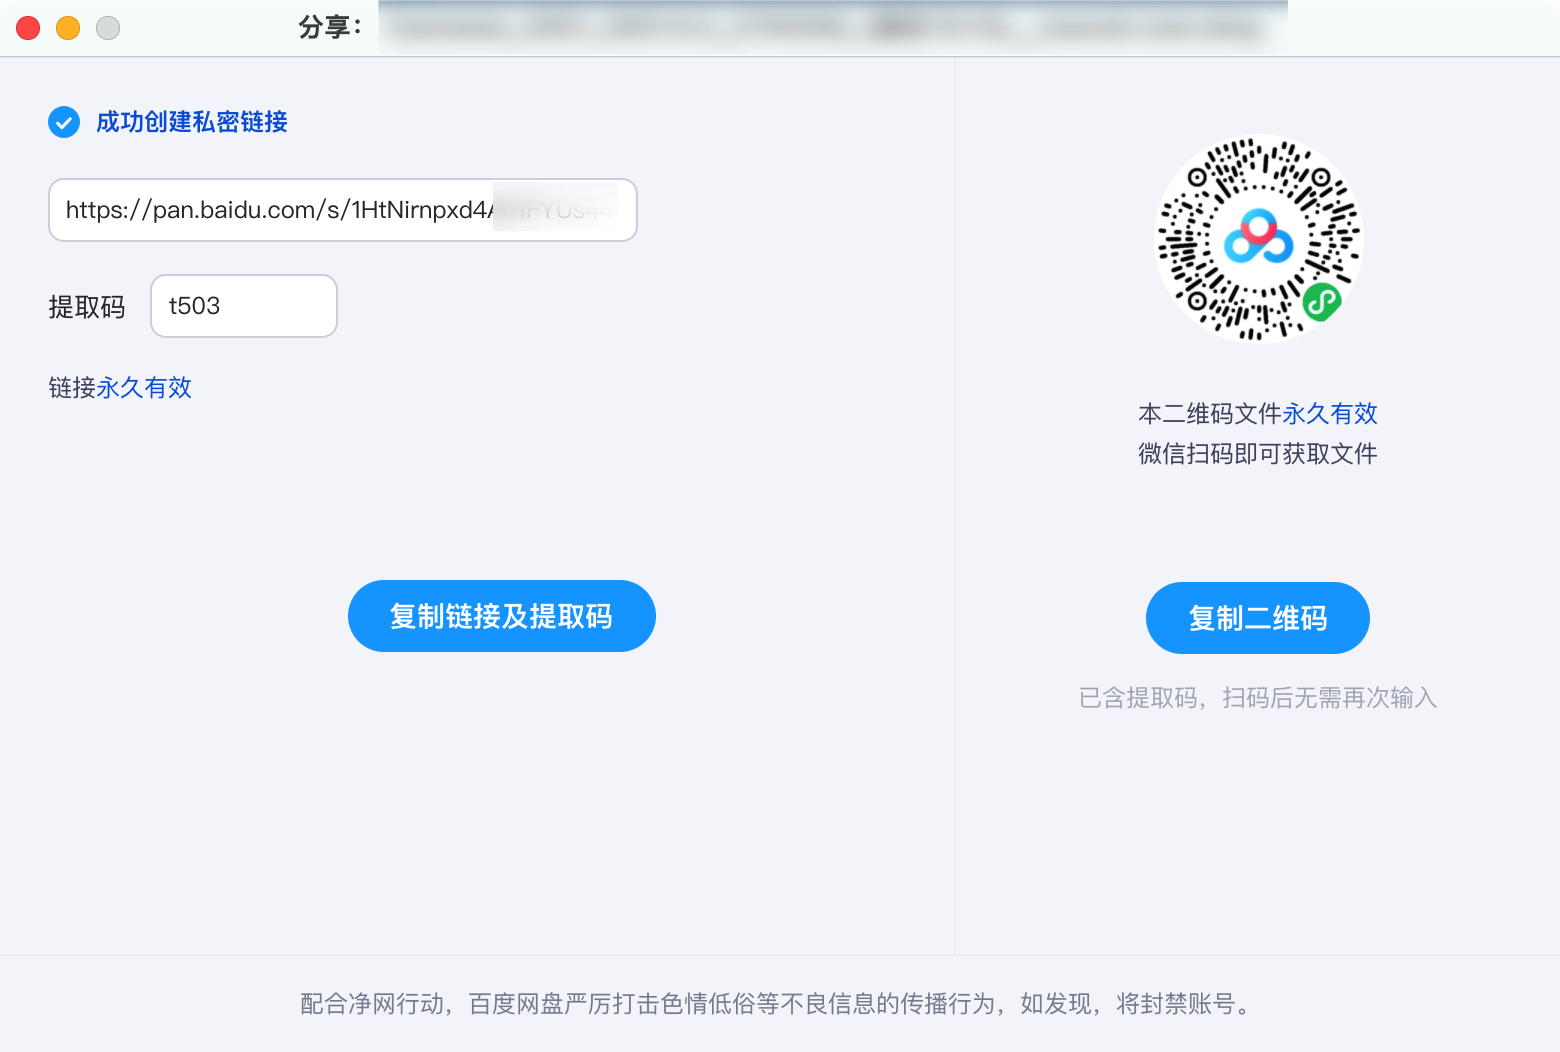 分享：
成功创建私密链接
https://pan.baidu.com/s/1HtNirnpxd4
提取码 t503
链接永久有效
复制链接及提取码
本二维码文件永久有效
微信扫码即可获取文件
复制二维码
已含提取码，扫码后无需再次输入
配合净网行动，百度网盘严厉打击色情低俗等不良信息的传播行为，如发现，将封禁账号。